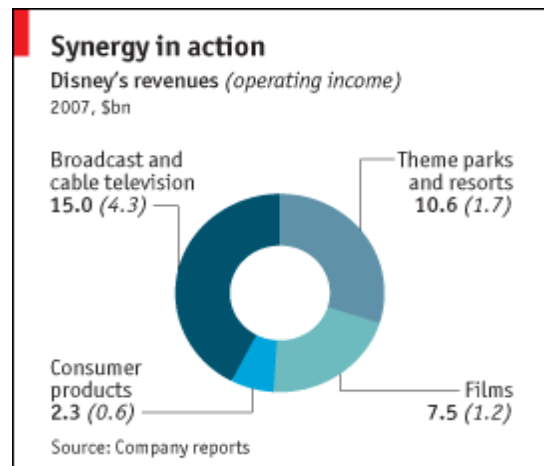 Synergy in action
Disney's revenues (operating income)
2007, $bn
Broadcast and
cable television
15.0 (4.3)
Theme parks
and resorts
10.6 (1.7)
Consumer
products
2.3 (0.6)
Films
7.5 (1.2)
Source: Company reports